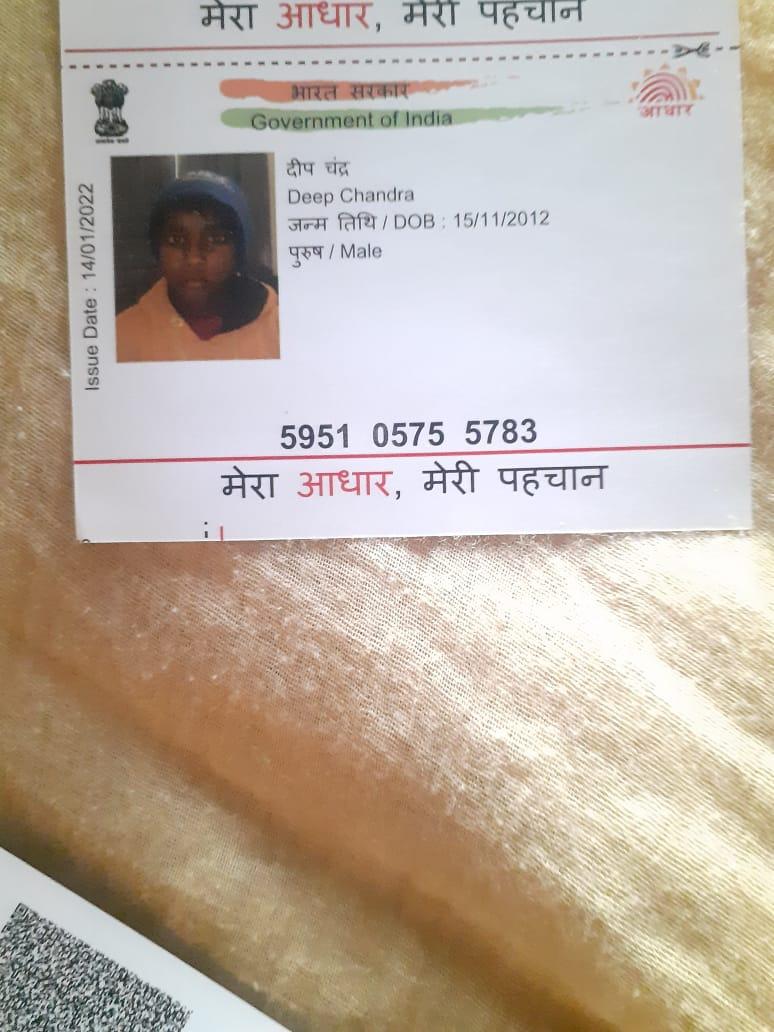 मेरा आधार, मेरी पहचान
भारत सरकार
Government of India
आधार
दीप चंद्र
Deep Chandra
जन्म तिथि / DOB : 15/11/2012
पुरुष / Male
Issue Date : 14/01/2022
5951 0575 5783
मेरा आधार, मेरी पहचान